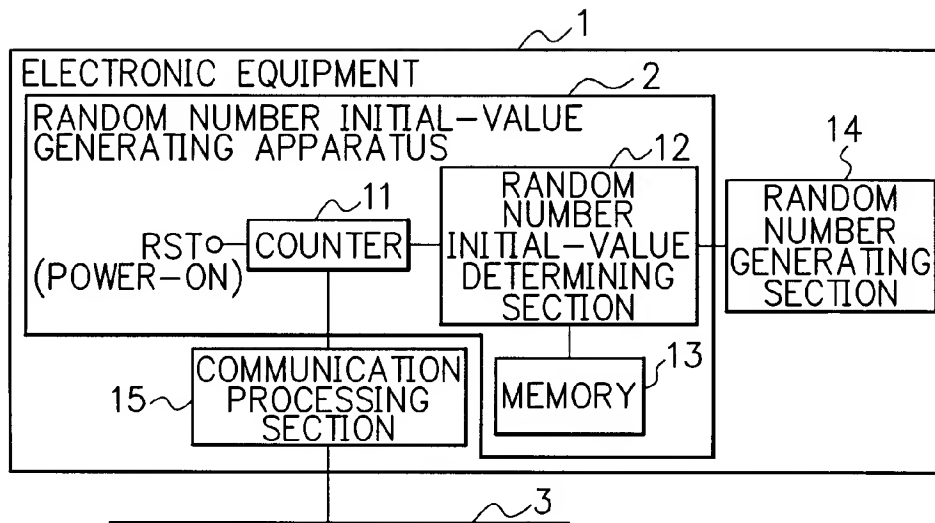 1
ELECTRONIC EQUIPMENT
2
RANDOM NUMBER INITIAL-VALUE
GENERATING APPARATUS
12
14
11
RANDOM
NUMBER
INITIAL-VALUE
DETERMINING
SECTION
RANDOM
NUMBER
GENERATING
SECTION
RST
(POWER-ON)
COUNTER
13
MEMORY
15
COMMUNICATION
PROCESSING
SECTION
3